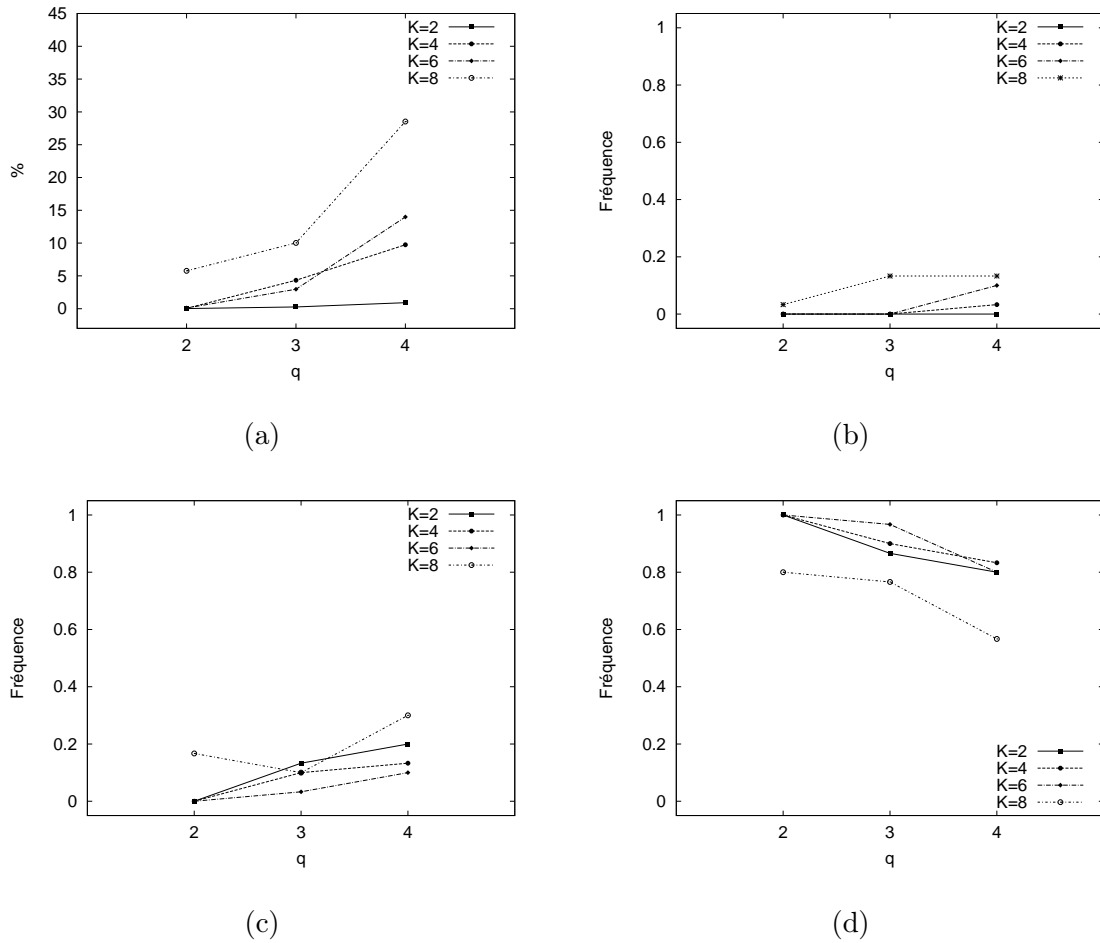 45
40
35
30
25
20
15
10
5
0
%
2 3 4
q
K=2
K=4
K=6
K=8
(a)
1
0.8
0.6
0.4
0.2
0
Fréquence
2 3 4
q
K=2
K=4
K=6
K=8
(b)
1
0.8
0.6
0.4
0.2
0
Fréquence
2 3 4
q
K=2
K=4
K=6
K=8
(c)
1
0.8
0.6
0.4
0.2
0
Fréquence
2 3 4
q
K=2
K=4
K=6
K=8
(d)